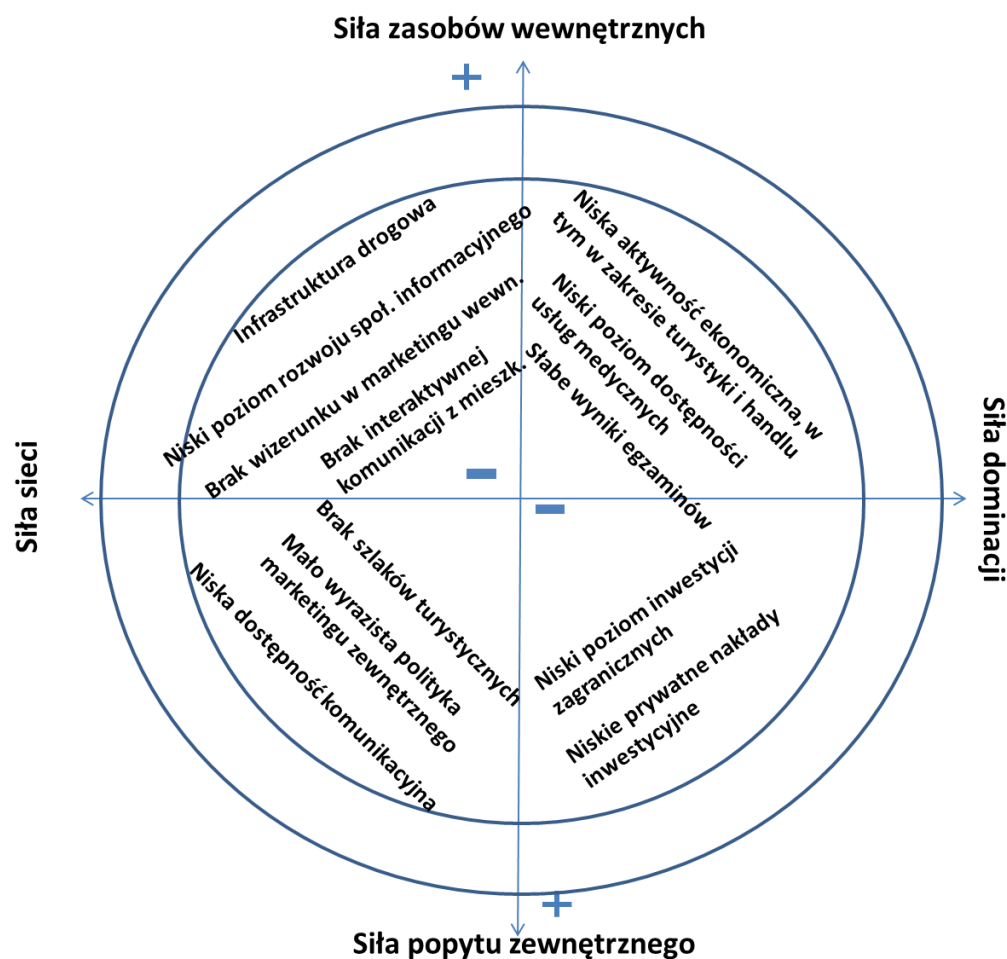 Siła zasobów wewnętrznych
+
Infrastruktura drogowa
Niski poziom rozwoju społ. informacyjnego
Brak wizerunku w marketingu wewn.
Brak interaktywnej
komunikacji z mieszk.
Niska aktywność ekonomiczna, w
tym w zakresie turystyki i handlu
Niski poziom dostępności
usług medycznych
Słabe wyniki egzaminów
Siła sieci
Siła dominacji
–
–
Brak szlaków turystycznych
Mało wyrazista polityka
marketingu zewnętrznego
Niska dostępność komunikacyjna
Niski poziom inwestycji
zagranicznych
Niskie prywatne nakłady
inwestycyjne
+
Siła popytu zewnętrznego